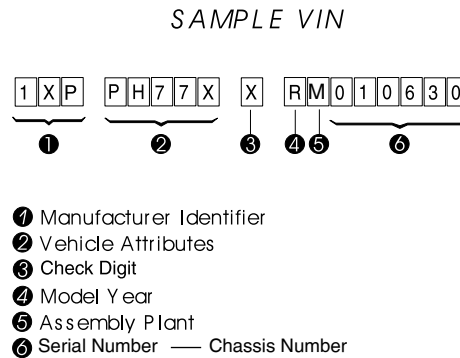 SAMPLE VIN
1XP PH77X X RM010630
1 2 3 4 5 6
1 Manufacturer Identifier
2 Vehicle Attributes
3 Check Digit
4 Model Year
5 Assembly Plant
6 Serial Number — Chassis Number